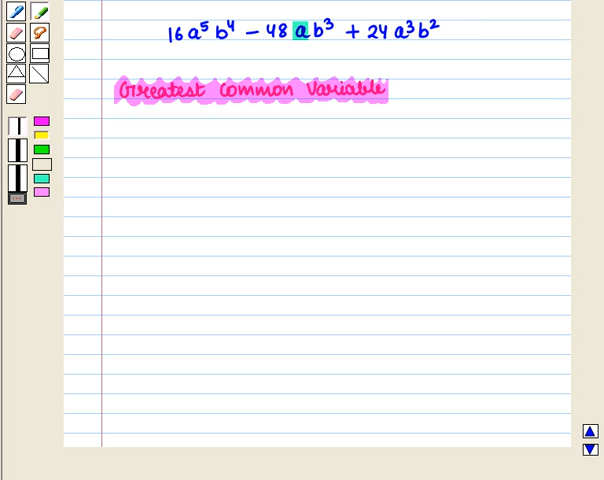 16a⁵b⁴ − 48ab³ + 24a³b²
Greatest Common Variable